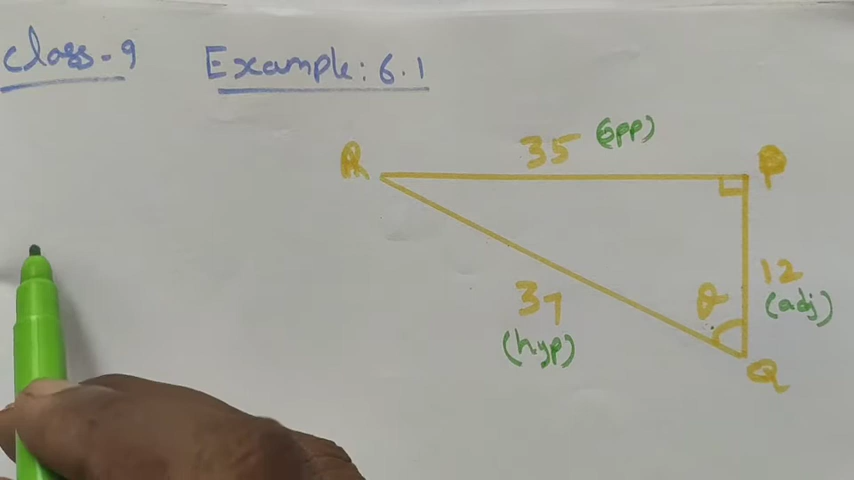 Class-9 Example: 6.1
35 (opp)
R
P
12
(adj)
θ
37
(hyp)
Q